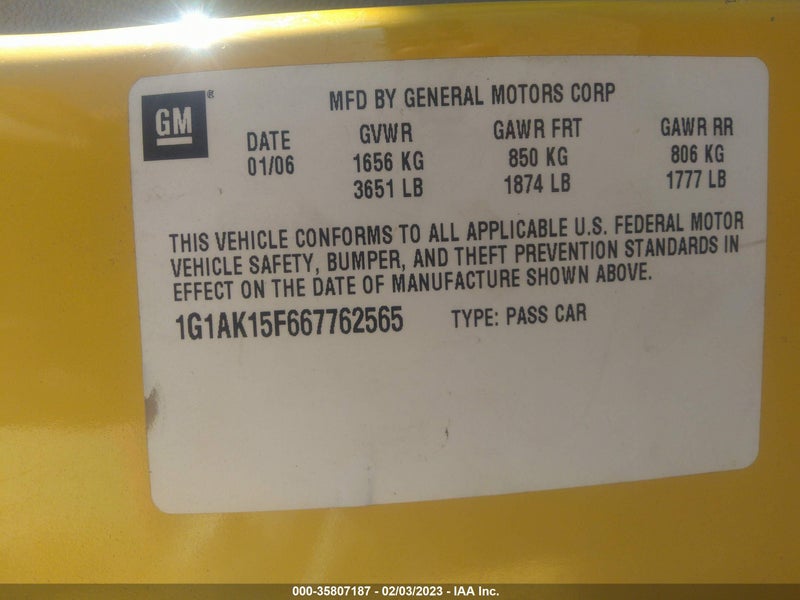 GM ®
MFD BY GENERAL MOTORS CORP
DATE GVWR GAWR FRT GAWR RR
01/06 1656 KG 850 KG 806 KG
3651 LB 1874 LB 1777 LB
THIS VEHICLE CONFORMS TO ALL APPLICABLE U.S. FEDERAL MOTOR
VEHICLE SAFETY, BUMPER, AND THEFT PREVENTION STANDARDS IN
EFFECT ON THE DATE OF MANUFACTURE SHOWN ABOVE.
1G1AK15F667762565 TYPE: PASS CAR
000-35807187 - 02/03/2023 - IAA Inc.